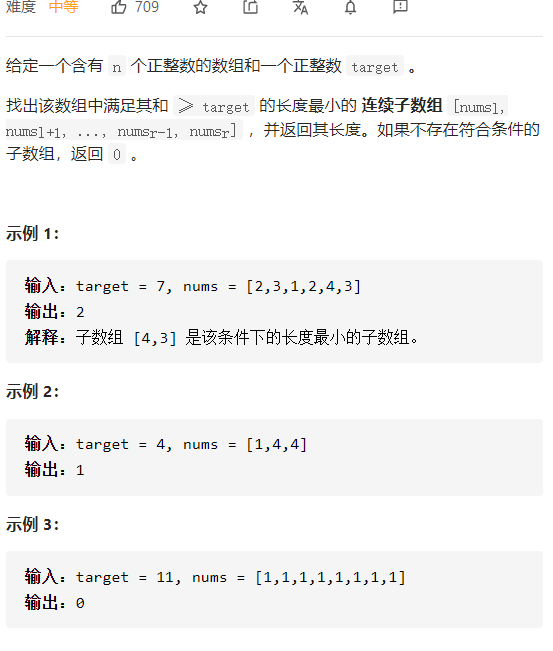 难度 中等 709
给定一个含有 n 个正整数的数组和一个正整数 target 。
找出该数组中满足其和 ≥ target 的长度最小的 连续子数组 [numsl,
numsl+1, ..., numsr-1, numsr] ，并返回其长度。如果不存在符合条件的
子数组，返回 0 。
示例 1：
输入：target = 7, nums = [2,3,1,2,4,3]
输出：2
解释：子数组 [4,3] 是该条件下的长度最小的子数组。
示例 2：
输入：target = 4, nums = [1,4,4]
输出：1
示例 3：
输入：target = 11, nums = [1,1,1,1,1,1,1,1]
输出：0